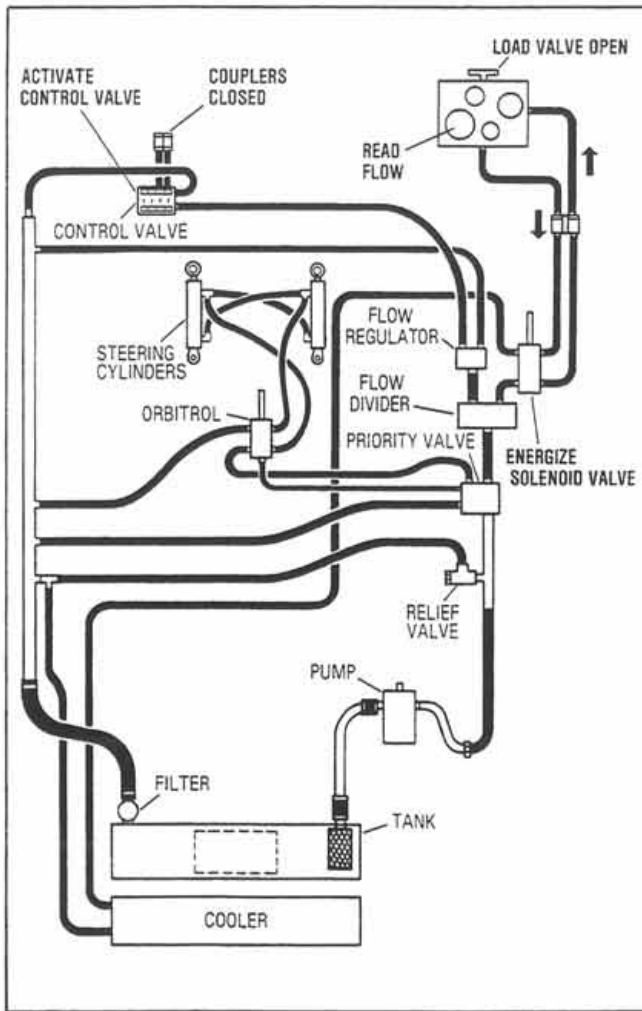 LOAD VALVE OPEN
ACTIVATE
CONTROL VALVE
COUPLERS
CLOSED
READ
FLOW
CONTROL VALVE
STEERING
CYLINDERS
FLOW
REGULATOR
ORBITROL
FLOW
DIVIDER
PRIORITY VALVE
ENERGIZE
SOLENOID VALVE
RELIEF
VALVE
PUMP
FILTER
TANK
COOLER